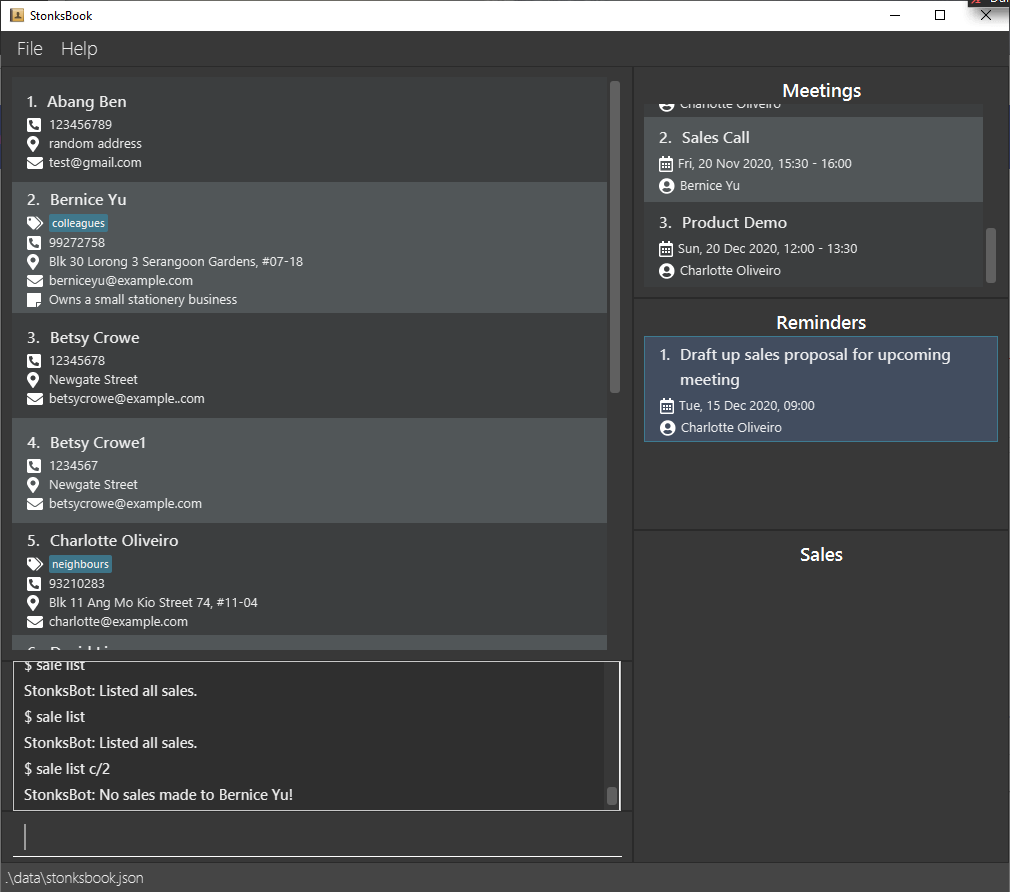 StonksBook
File Help
1. Abang Ben
123456789
random address
test@gmail.com
2. Bernice Yu
colleagues
99272758
Blk 30 Lorong 3 Serangoon Gardens, #07-18
berniceyu@example.com
Owns a small stationery business
3. Betsy Crowe
12345678
Newgate Street
betsycrowe@example..com
4. Betsy Crowe1
1234567
Newgate Street
betsycrowe@example.com
5. Charlotte Oliveiro
neighbours
93210283
Blk 11 Ang Mo Kio Street 74, #11-04
charlotte@example.com
$ sale list
StonksBot: Listed all sales.
$ sale list
StonksBot: Listed all sales.
$ sale list c/2
StonksBot: No sales made to Bernice Yu!
.\data\stonksbook.json
Meetings
Charlotte Oliveiro
2. Sales Call
Fri, 20 Nov 2020, 15:30 - 16:00
Bernice Yu
3. Product Demo
Sun, 20 Dec 2020, 12:00 - 13:30
Charlotte Oliveiro
Reminders
1. Draft up sales proposal for upcoming
meeting
Tue, 15 Dec 2020, 09:00
Charlotte Oliveiro
Sales